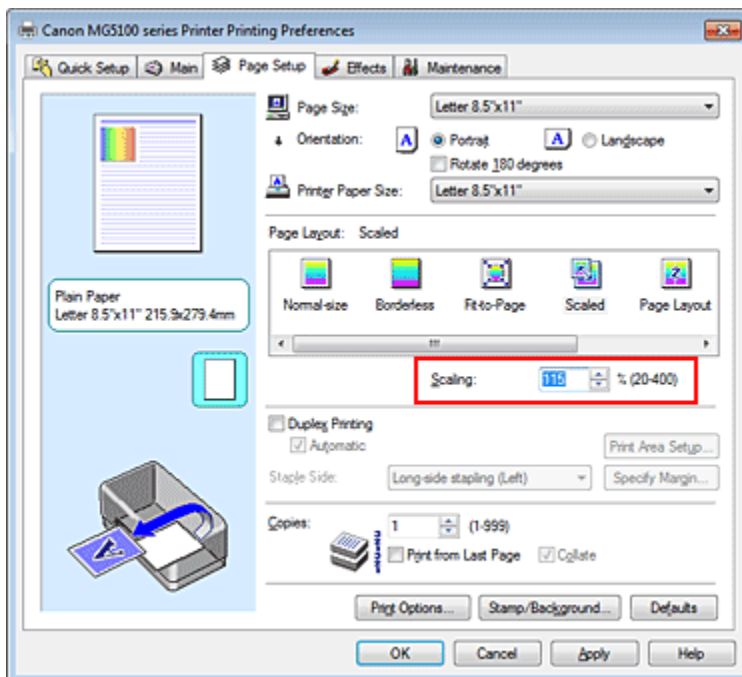 Canon MG5100 series Printer Printing Preferences
Quick Setup Main Page Setup Effects Maintenance
Page Size: Letter 8.5"x11"
Orientation: A Portrait A Landscape
Rotate 180 degrees
Printer Paper Size: Letter 8.5"x11"
Page Layout: Scaled
Normal-size Borderless Fit-to-Page Scaled Page Layout
Plain Paper
Letter 8.5"x11" 215.9x279.4mm
Scaling: 115 % (20-400)
Duplex Printing
Automatic Print Area Setup...
Staple Side: Long-side stapling (Left) Specify Margin...
Copies: 1 (1-999)
Print from Last Page Collate
Print Options... Stamp/Background... Defaults
OK Cancel Apply Help